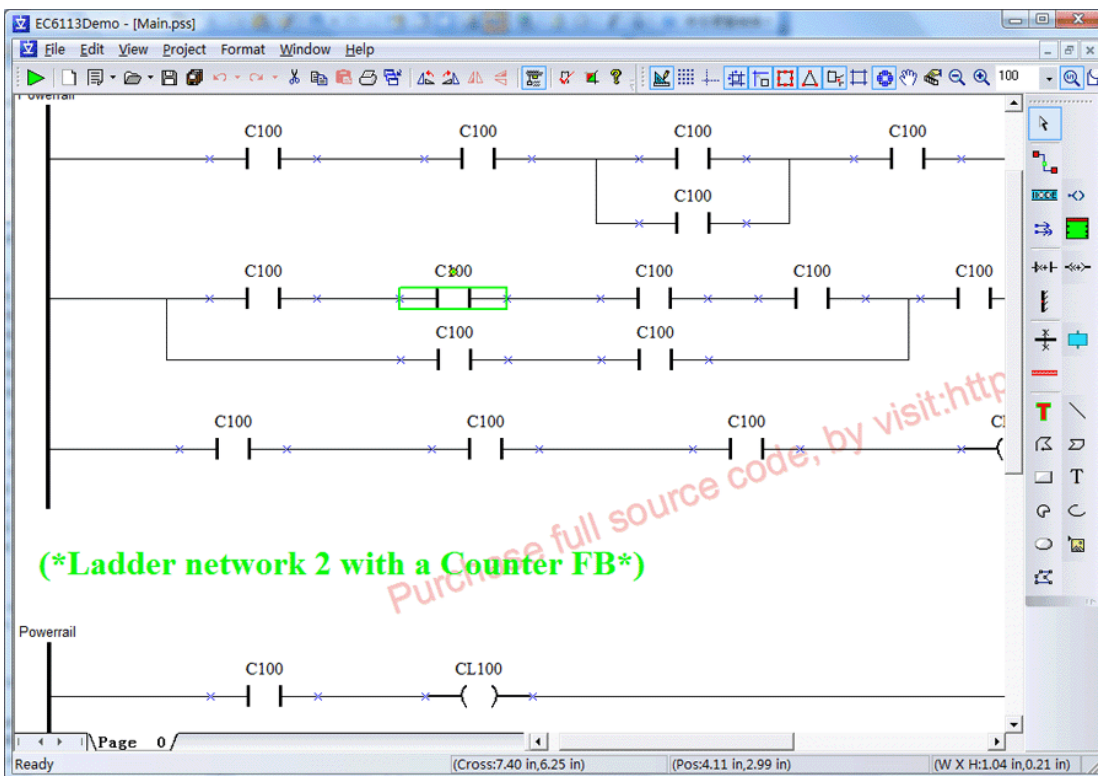 EC6113Demo - [Main.pss]
File Edit View Project Format Window Help
100
Powerrail
C100 C100 C100 C100
C100
C100 C100 C100 C100 C100
C100 C100
C100 C100 C100
Purchase full source code, by visit:http
(*Ladder network 2 with a Counter FB*)
Powerrail
C100 CL100
Page 0
Ready (Cross:7.40 in,6.25 in) (Pos:4.11 in,2.99 in) (W X H:1.04 in,0.21 in)